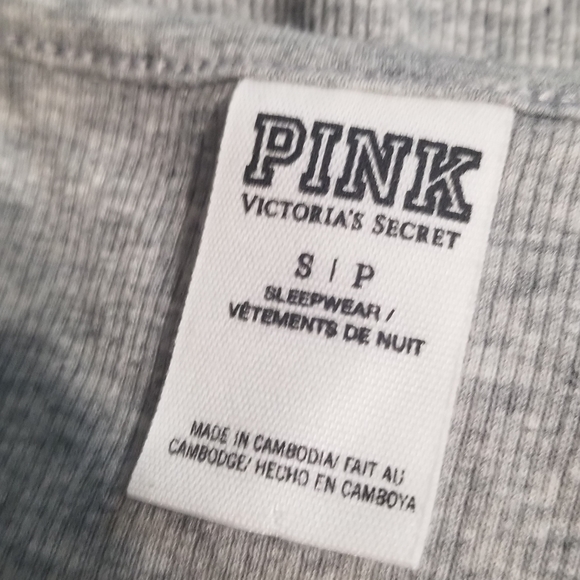 PINK
VICTORIA'S SECRET
S | P
SLEEPWEAR /
VÊTEMENTS DE NUIT
MADE IN CAMBODIA/ FAIT AU
CAMBODGE/ HECHO EN CAMBOYA